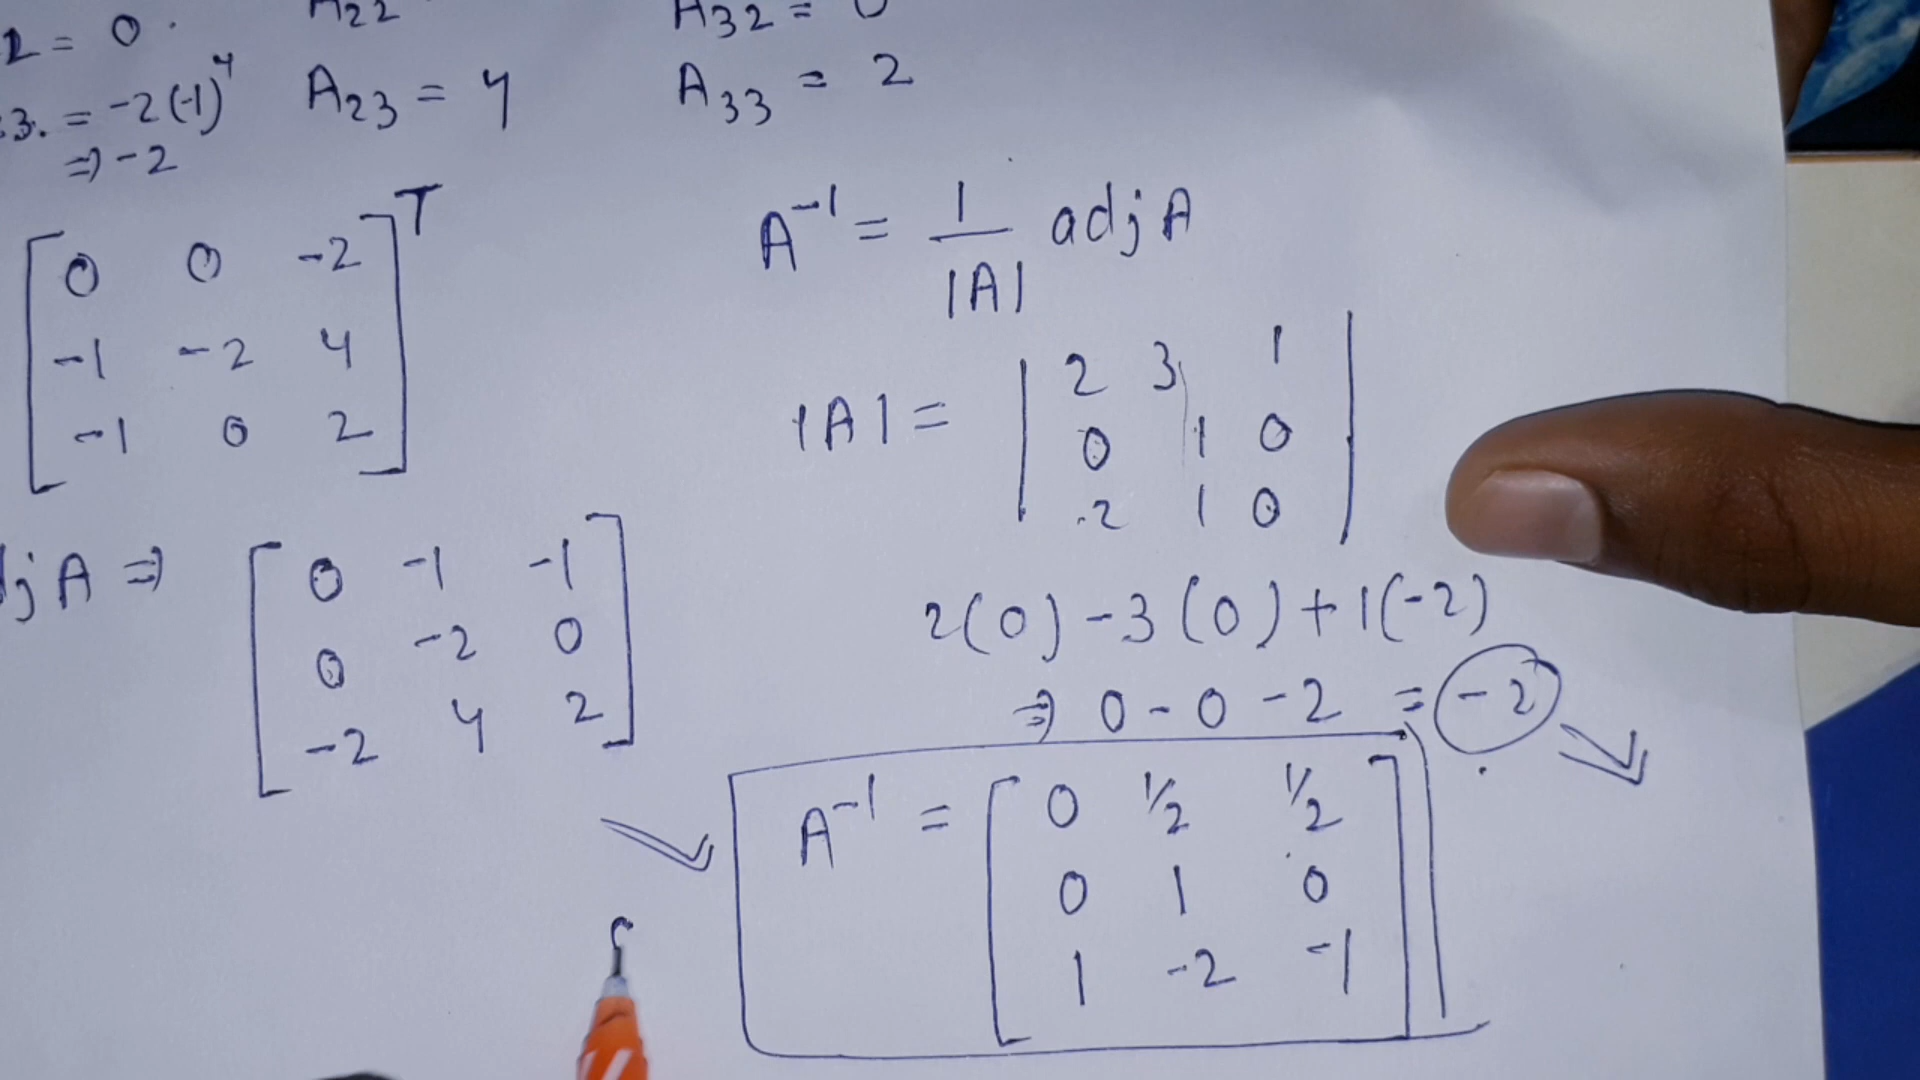 2 = 0. A22 A32 = 0
3. = -2(-1)^4 A23 = 4 A33 = 2
⇒ -2
[0 0 -2
-1 -2 4
-1 0 2]^T
A^-1 = 1/|A| adj A
|A| = |2 3 1
0 1 0
2 1 0|
2(0) - 3(0) + 1(-2)
⇒ 0 - 0 - 2 = -2
j A ⇒ [0 -1 -1
0 -2 0
-2 4 2]
A^-1 = [0 1/2 1/2
0 1 0
1 -2 -1]